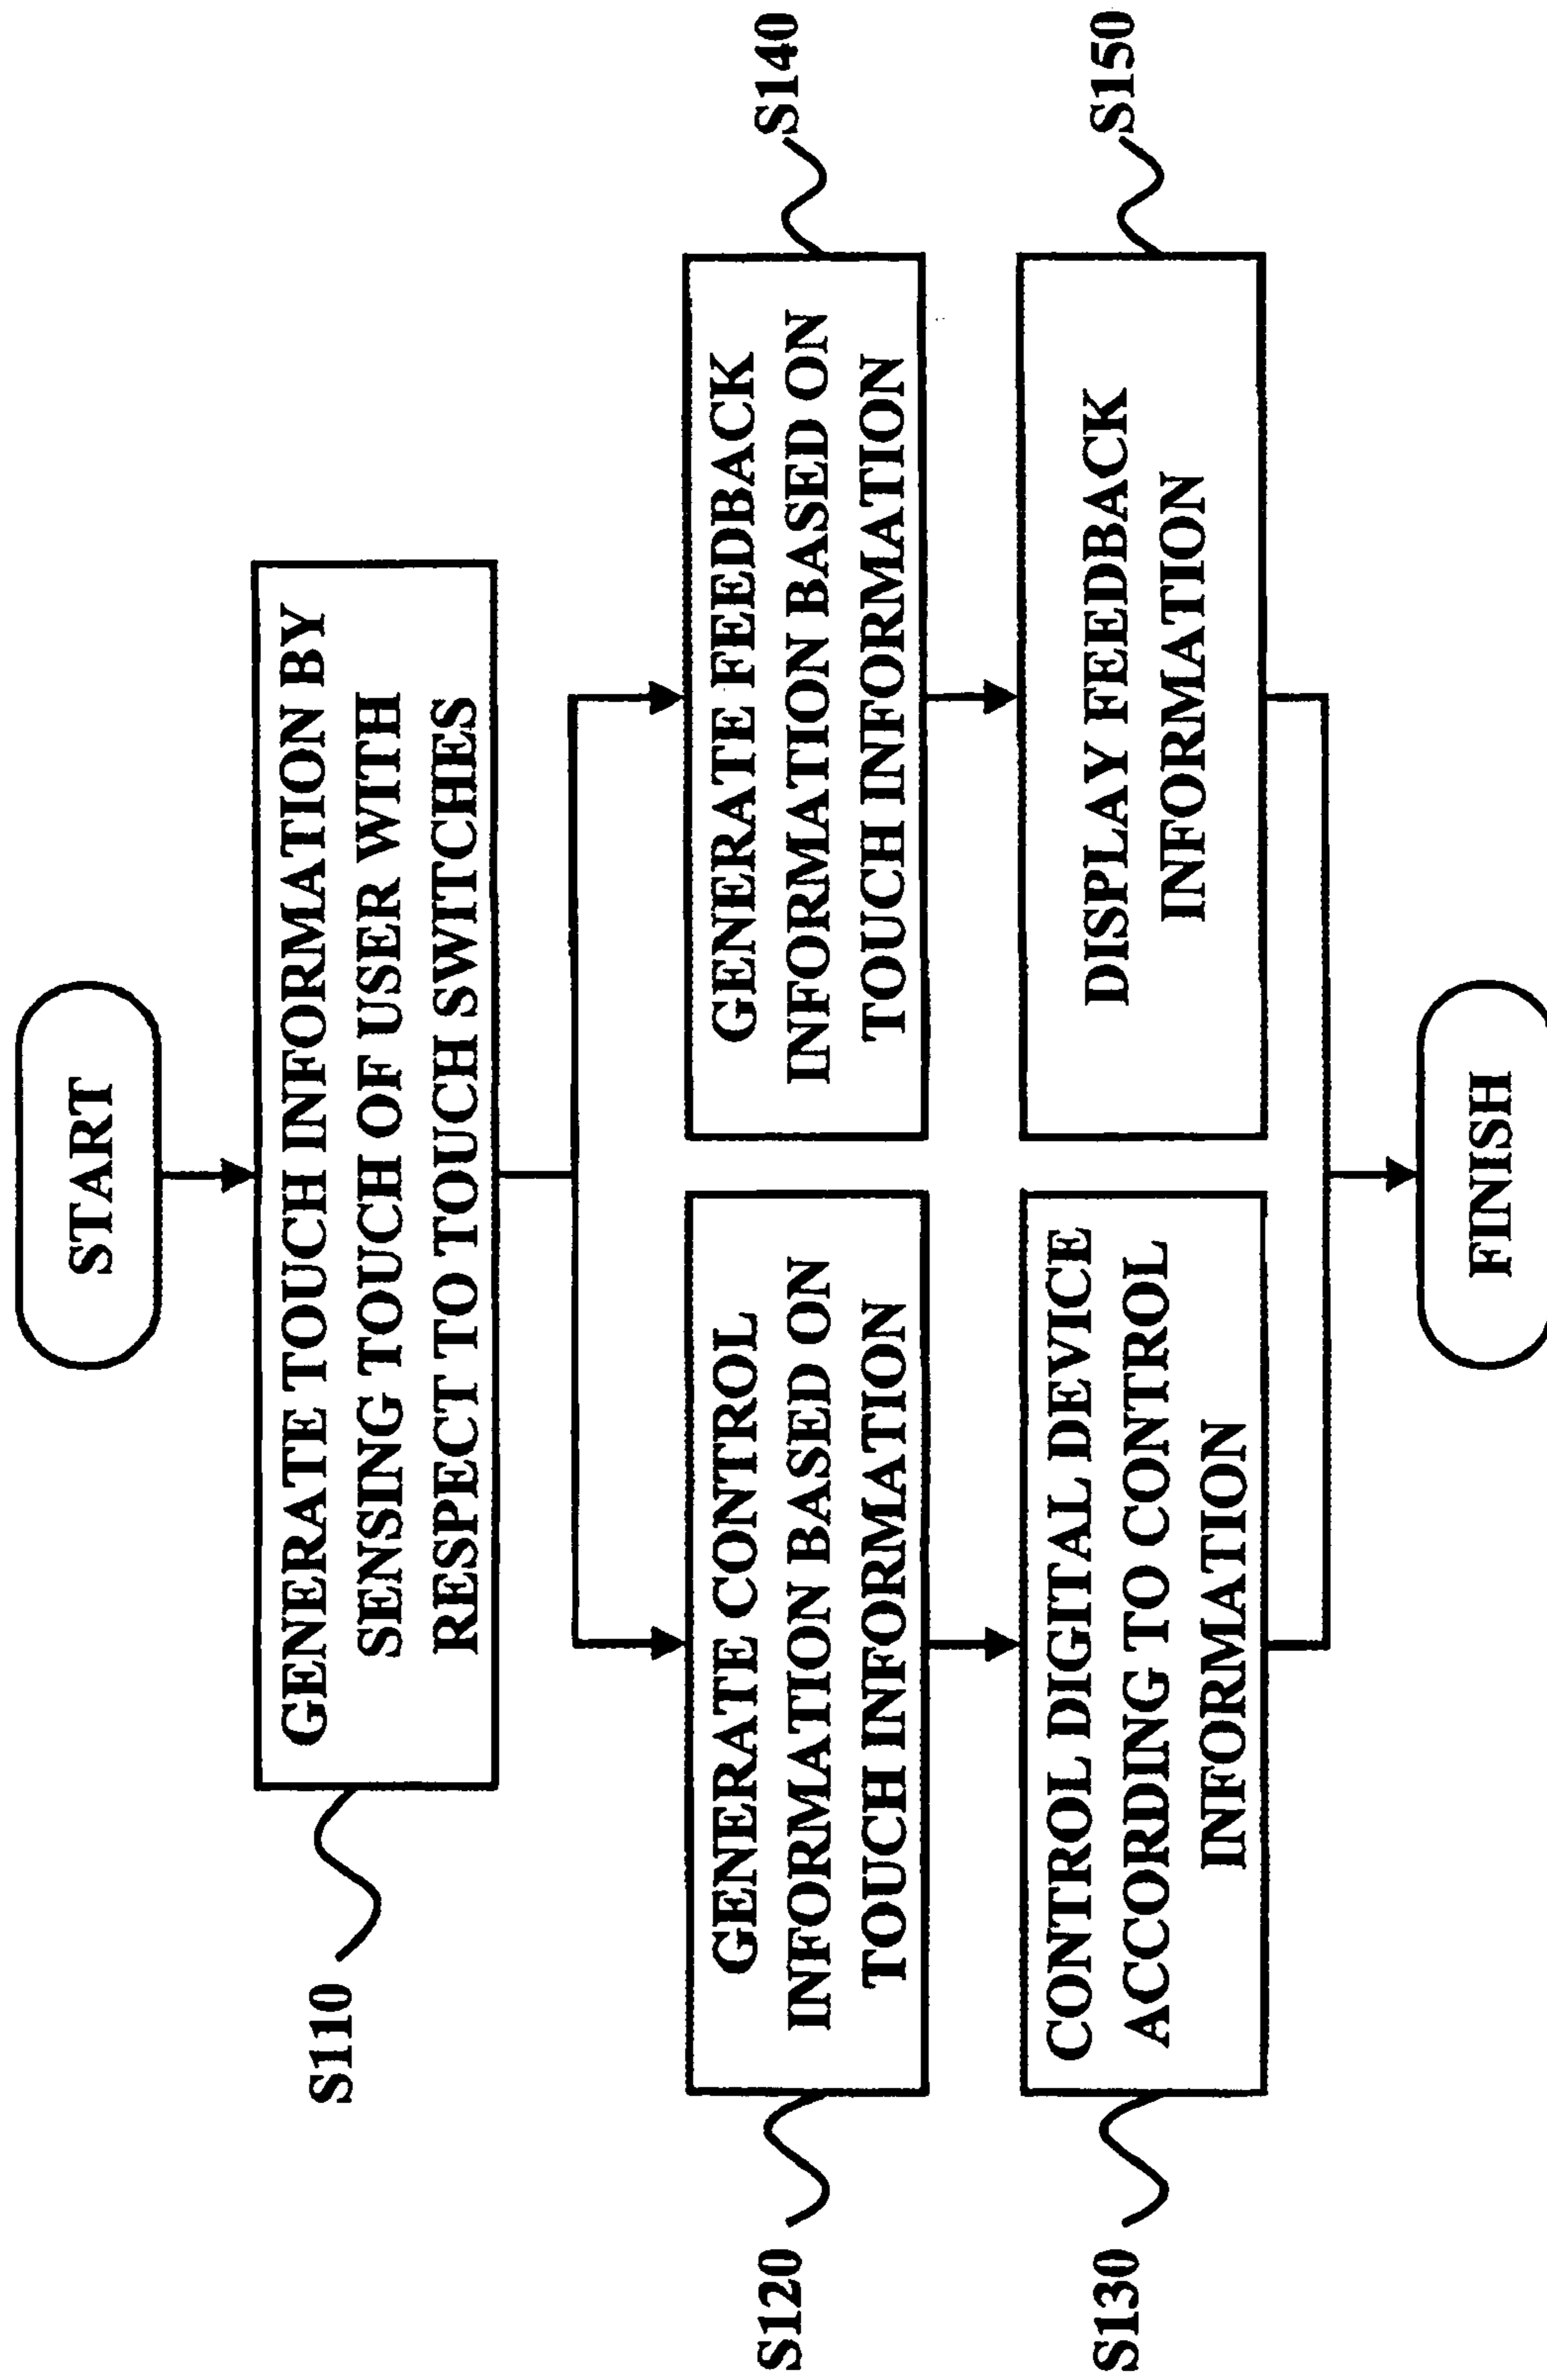 START
S110
GENERATE TOUCH INFORMATION BY
SENSING TOUCH OF USER WITH
RESPECT TO TOUCH SWITCHES
S120
GENERATE CONTROL
INFORMATION BASED ON
TOUCH INFORMATION
GENERATE FEEDBACK
INFORMATION BASED ON
TOUCH INFORMATION
S140
S130
CONTROL DIGITAL DEVICE
ACCORDING TO CONTROL
INFORMATION
DISPLAY FEEDBACK
INFORMATION
S150
FINISH